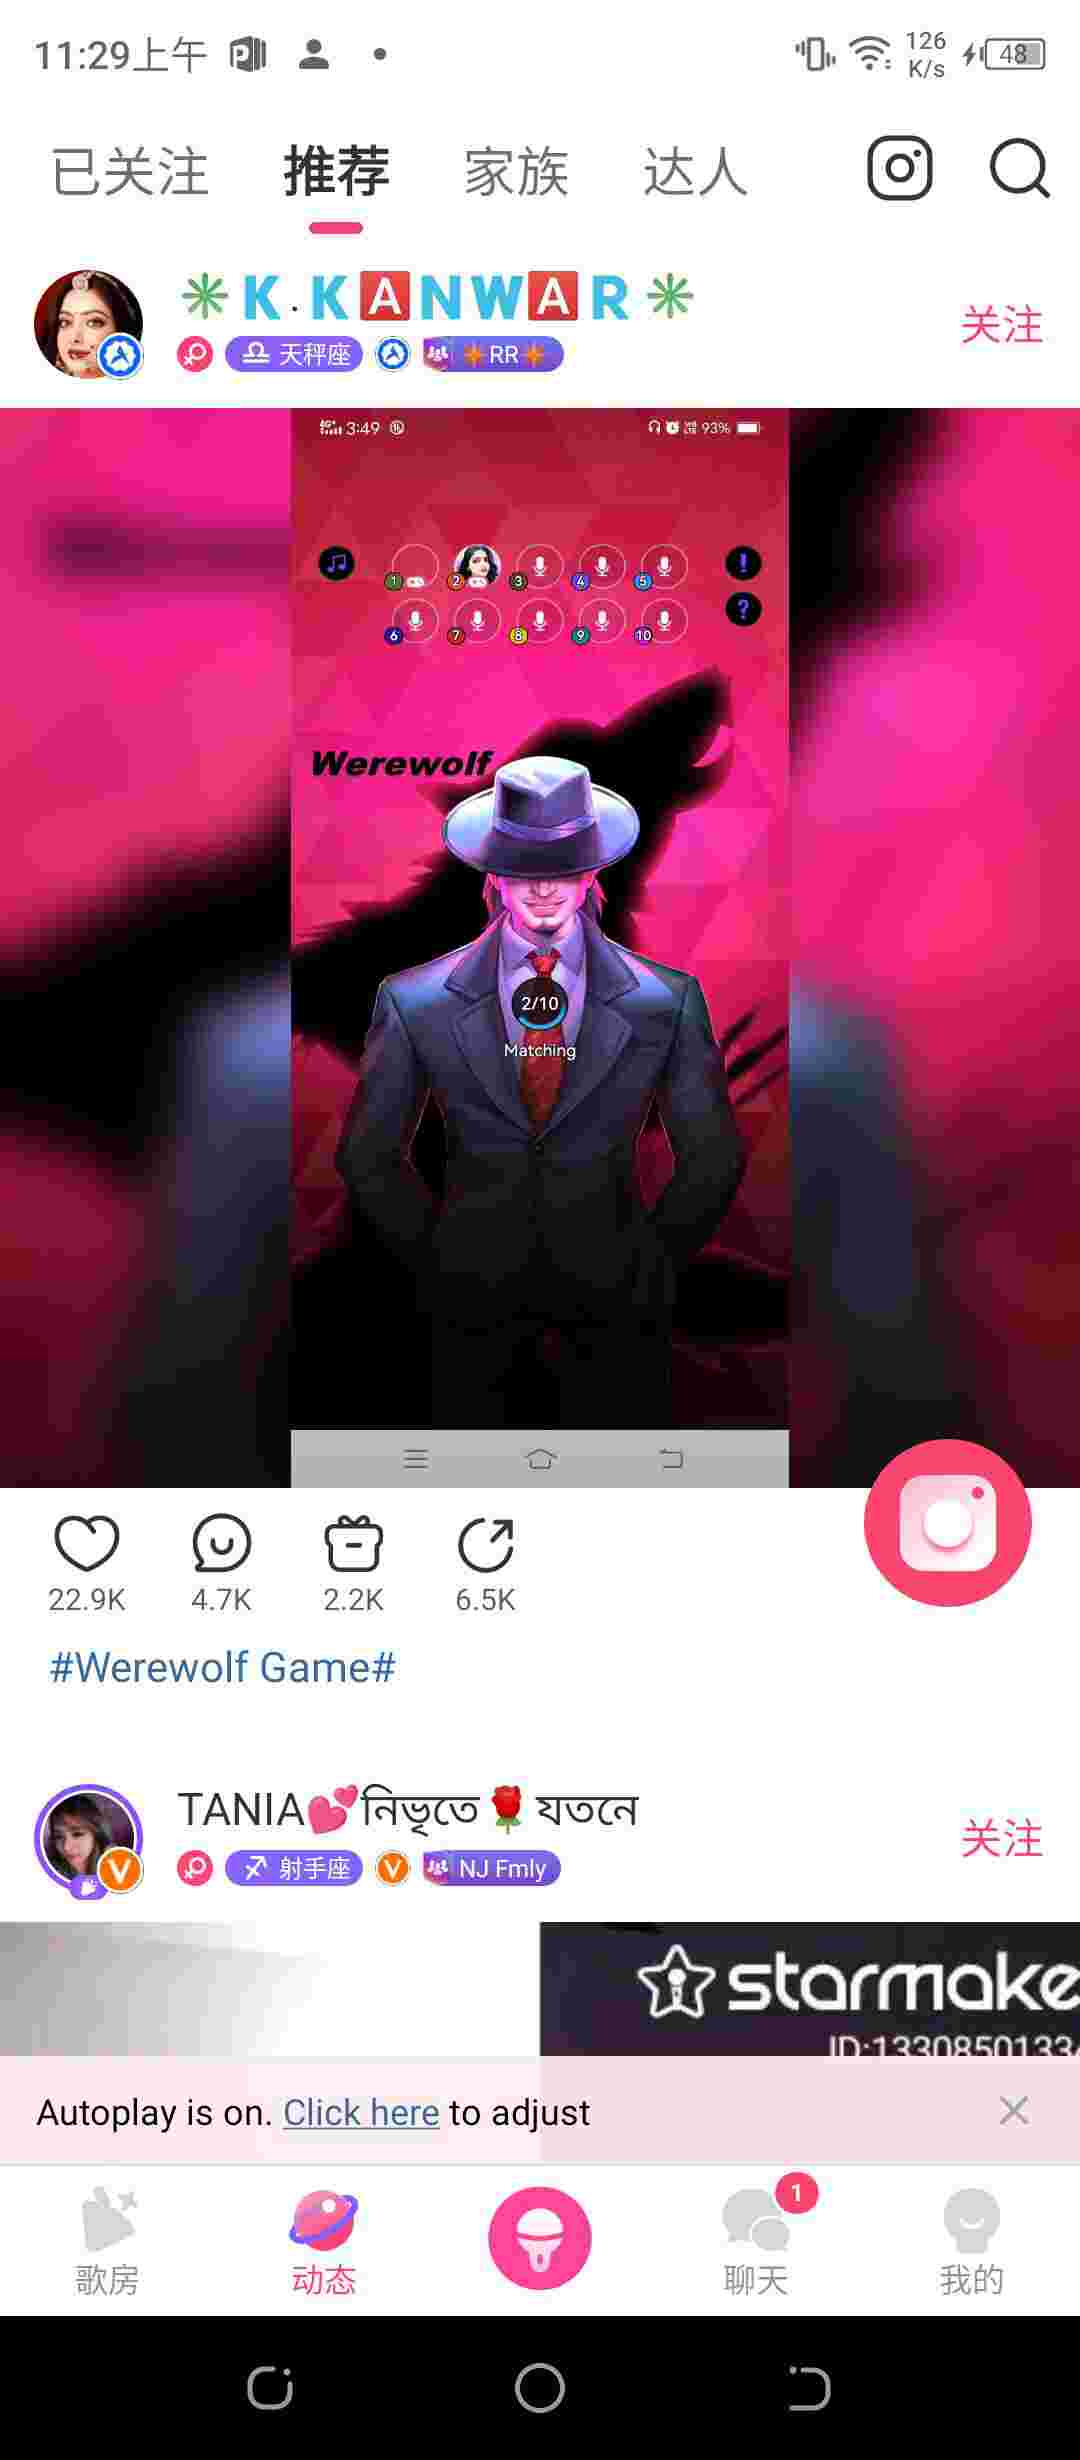 11:29上午
126
K/s
48
已关注 推荐 家族 达人
K.KANWAR
关注
天秤座 RR
3:49 93%
1 2 3 4 5
6 7 8 9 10
Werewolf
2/10
Matching
22.9K 4.7K 2.2K 6.5K
#Werewolf Game#
TANIA💕নিভৃতে🌹যতনে
关注
V 射手座 V NJ Fmly
starmake
ID:1330850133
Autoplay is on. Click here to adjust
1
歌房 动态 聊天 我的